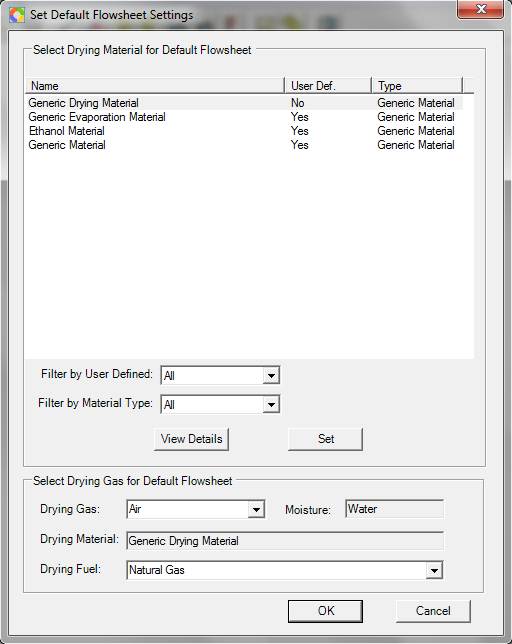 Set Default Flowsheet Settings
Select Drying Material for Default Flowsheet
Name User Def. Type
Generic Drying Material No Generic Material
Generic Evaporation Material Yes Generic Material
Ethanol Material Yes Generic Material
Generic Material Yes Generic Material
Filter by User Defined: All
Filter by Material Type: All
View Details Set
Select Drying Gas for Default Flowsheet
Drying Gas: Air Moisture: Water
Drying Material: Generic Drying Material
Drying Fuel: Natural Gas
OK Cancel